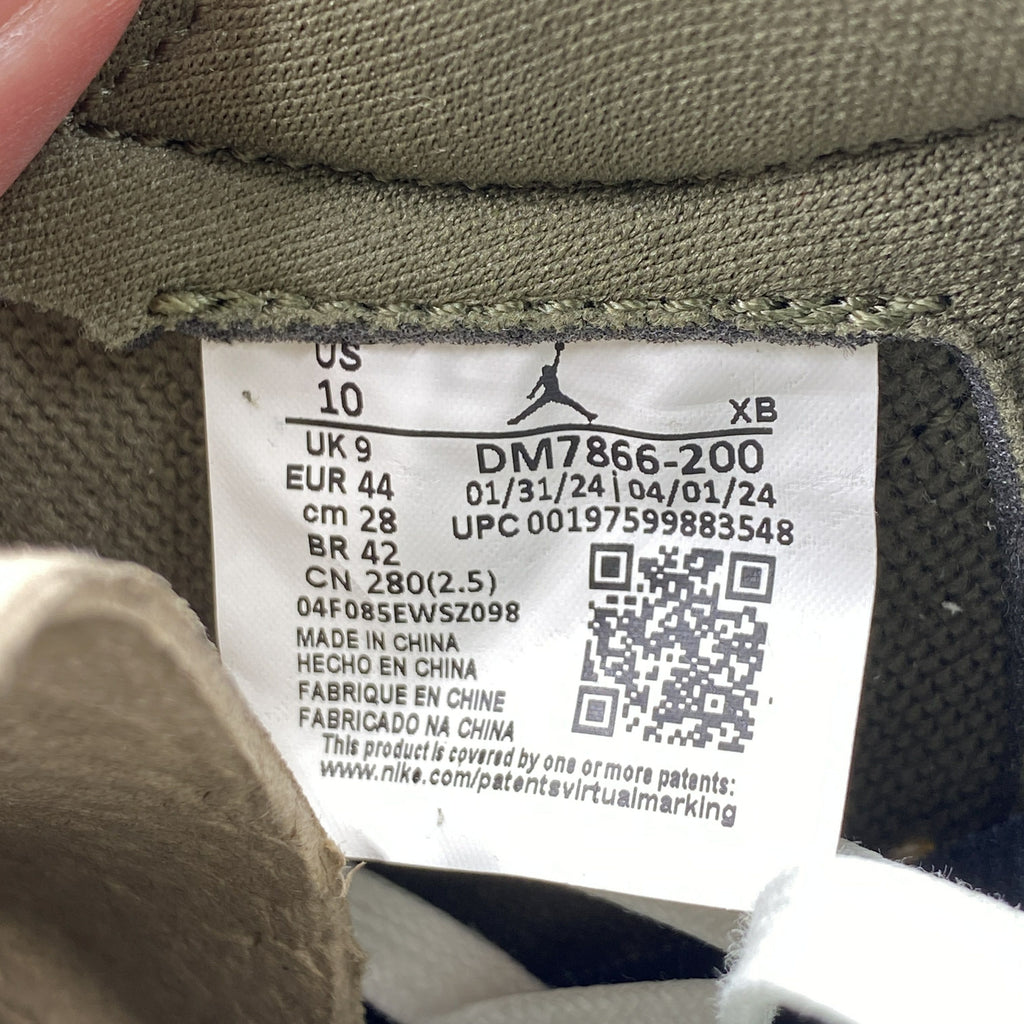 US
10
XB
UK 9
DM7866-200
EUR 44
01/31/24 | 04/01/24
cm 28
UPC 00197599883548
BR 42
CN 280(2.5)
04F085EWSZ098
MADE IN CHINA
HECHO EN CHINA
FABRIQUE EN CHINE
FABRICADO NA CHINA
This product is covered by one or more patents:
www.nike.com/patentsvirtualmarking